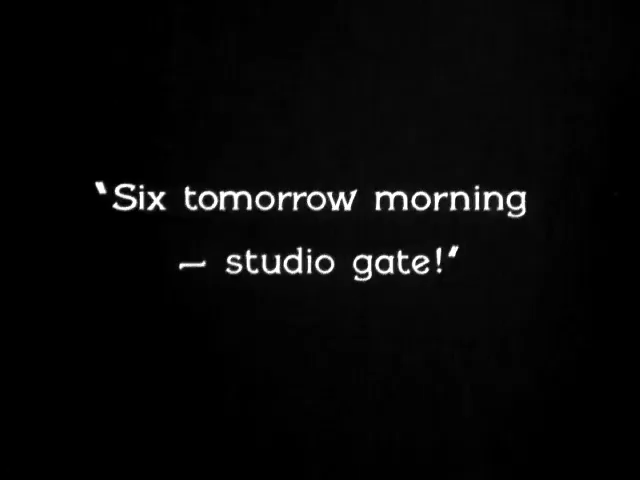 "Six tomorrow morning
— studio gate!"